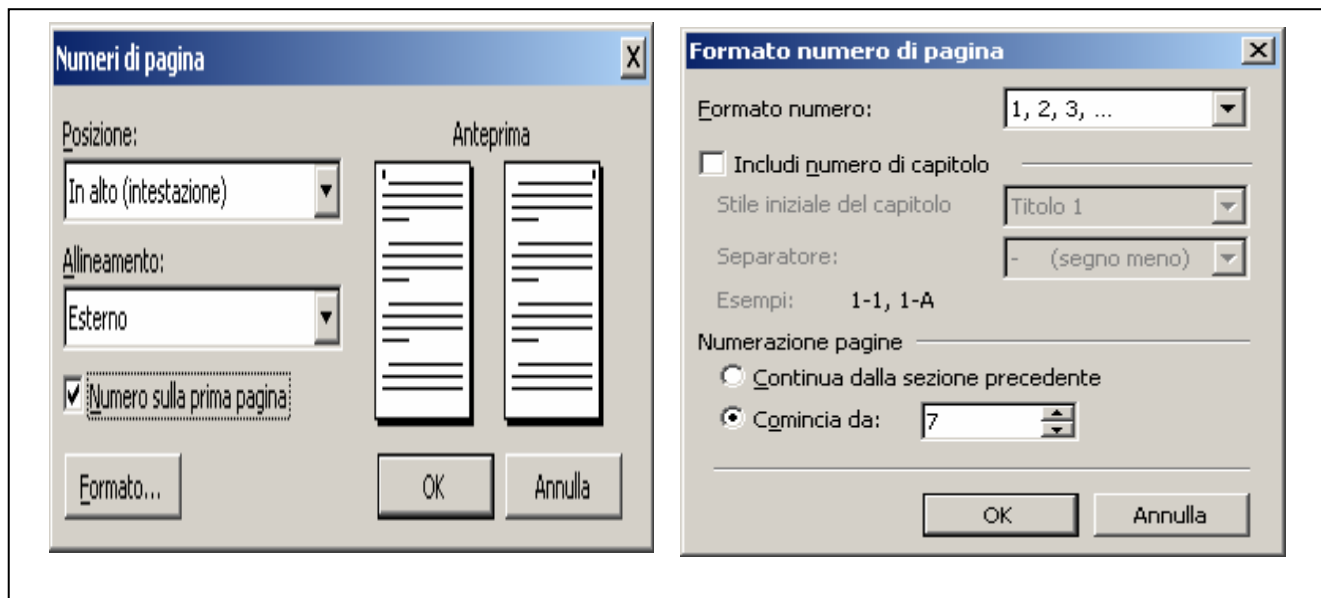 Numeri di pagina
Posizione:
In alto (intestazione)
Allineamento:
Esterno
Numero sulla prima pagina
Anteprima
Formato...
OK
Annulla
Formato numero di pagina
Formato numero:
1, 2, 3, ...
Includi numero di capitolo
Stile iniziale del capitolo
Titolo 1
Separatore:
- (segno meno)
Esempi:
1-1, 1-A
Numerazione pagine
Continua dalla sezione precedente
Comincia da:
7
OK
Annulla